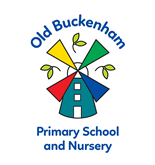 Old Buckenham
Primary School
and Nursery